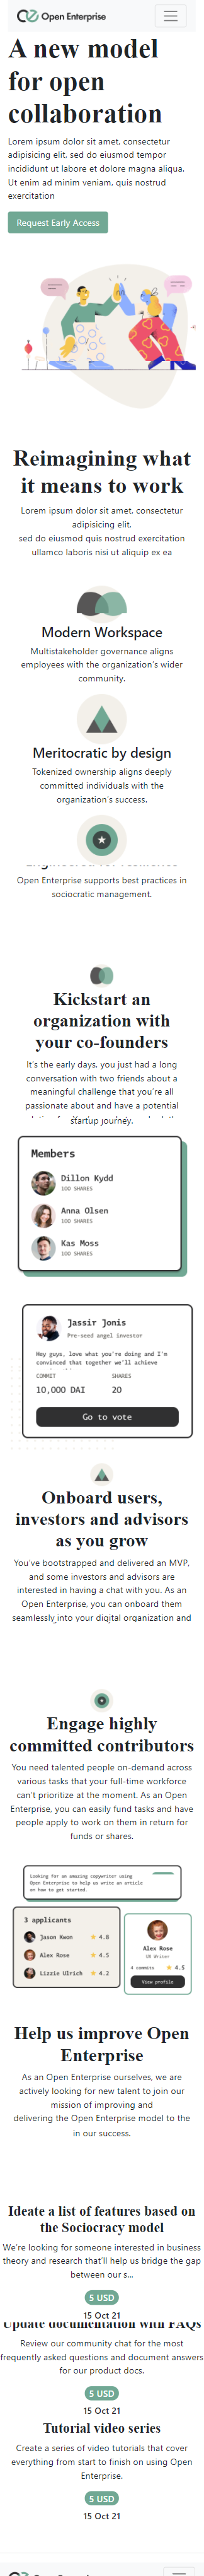 Open Enterprise
A new model
for open
collaboration
Lorem ipsum dolor sit amet, consectetur
adipisicing elit, sed do eiusmod tempor
incididunt ut labore et dolore magna aliqua.
Ut enim ad minim veniam, quis nostrud
exercitation
Request Early Access
Reimagining what
it means to work
Lorem ipsum dolor sit amet, consectetur
adipisicing elit,
sed do eiusmod quis nostrud exercitation
ullamco laboris nisi ut aliquip ex ea
Modern Workspace
Multistakeholder governance aligns
employees with the organization's wider
community.
Meritocratic by design
Tokenized ownership aligns deeply
committed individuals with the
organization's success.
Open Enterprise supports best practices in
sociocratic management.
Kickstart an
organization with
your co-founders
It's the early days, you just had a long
conversation with two friends about a
meaningful challenge that you're all
passionate about and have a potential
startup journey.
Members
Dillon Kydd
100 SHARES
Anna Olsen
100 SHARES
Kas Moss
100 SHARES
Jassir Jonis
Pre-seed angel investor
Hey guys, love what you're doing and I'm
convinced that together we'll achieve
COMMIT SHARES
10,000 DAI 20
Go to vote
Onboard users,
investors and advisors
as you grow
You've bootstrapped and delivered an MVP,
and some investors and advisors are
interested in having a chat with you. As an
Open Enterprise, you can onboard them
seamlessly into your digital organization and
Engage highly
committed contributors
You need talented people on-demand across
various tasks that your full-time workforce
can't prioritize at the moment. As an Open
Enterprise, you can easily fund tasks and have
people apply to work on them in return for
funds or shares.
Looking for an amazing copywriter using
Open Enterprise to help us write an article
on how to get started.
3 applicants
Jason Kwon 4.8
Alex Rose 4.5
Lizzie Ulrich 4.2
Alex Rose
UX Writer
4 commits 4.5
View profile
Help us improve Open
Enterprise
As an Open Enterprise ourselves, we are
actively looking for new talent to join our
mission of improving and
delivering the Open Enterprise model to the
in our success.
Ideate a list of features based on
the Sociocracy model
We're looking for someone interested in business
theory and research that'll help us bridge the gap
between our s...
5 USD
15 Oct 21
Update documentation with FAQs
Review our community chat for the most
frequently asked questions and document answers
for our product docs.
5 USD
15 Oct 21
Tutorial video series
Create a series of video tutorials that cover
everything from start to finish on using Open
Enterprise.
5 USD
15 Oct 21